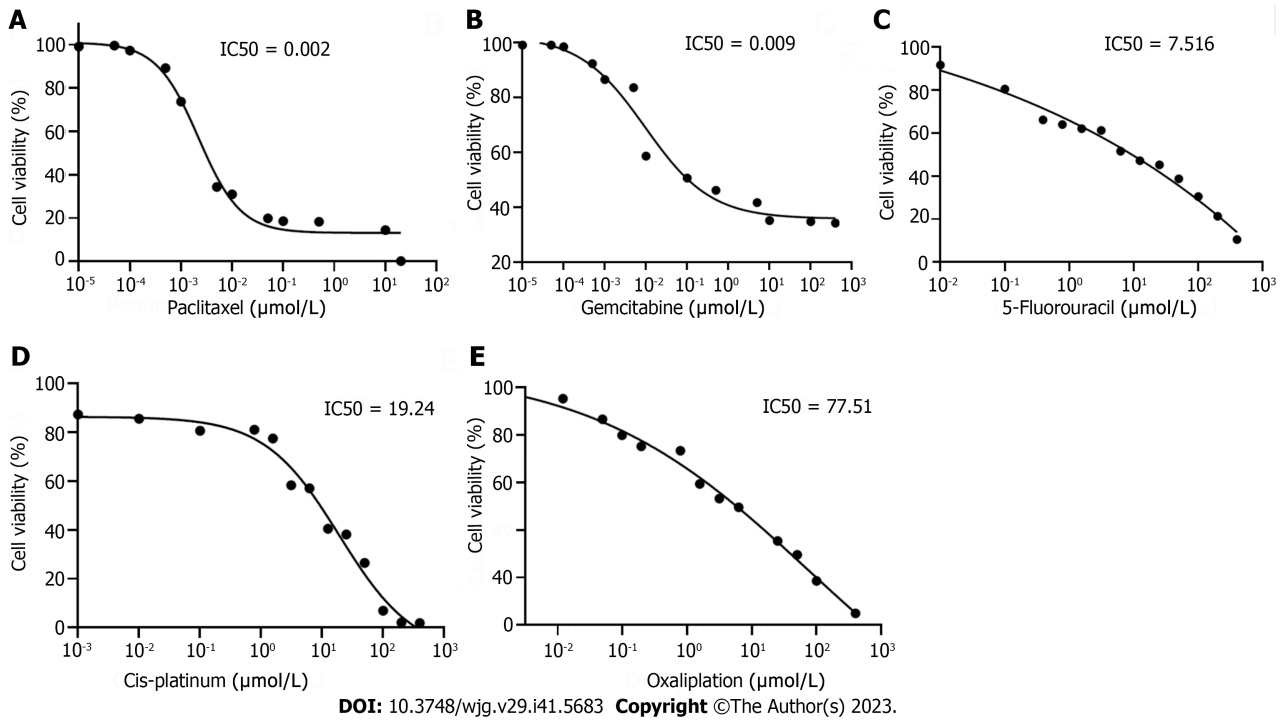 A
IC50 = 0.002
Cell viability (%)
100
80
60
40
20
0
10⁻⁵ 10⁻⁴ 10⁻³ 10⁻² 10⁻¹ 10⁰ 10¹ 10²
Paclitaxel (µmol/L)
B
IC50 = 0.009
Cell viability (%)
100
80
60
40
20
10⁻⁵ 10⁻⁴ 10⁻³ 10⁻² 10⁻¹ 10⁰ 10¹ 10² 10³
Gemcitabine (µmol/L)
C
IC50 = 7.516
Cell viability (%)
100
80
60
40
20
0
10⁻² 10⁻¹ 10⁰ 10¹ 10² 10³
5-Fluorouracil (µmol/L)
D
IC50 = 19.24
Cell viability (%)
100
80
60
40
20
0
10⁻³ 10⁻² 10⁻¹ 10⁰ 10¹ 10² 10³
Cis-platinum (µmol/L)
E
IC50 = 77.51
Cell viability (%)
100
80
60
40
0
10⁻² 10⁻¹ 10⁰ 10¹ 10² 10³
Oxaliplation (µmol/L)
DOI: 10.3748/wjg.v29.i41.5683 Copyright ©The Author(s) 2023.